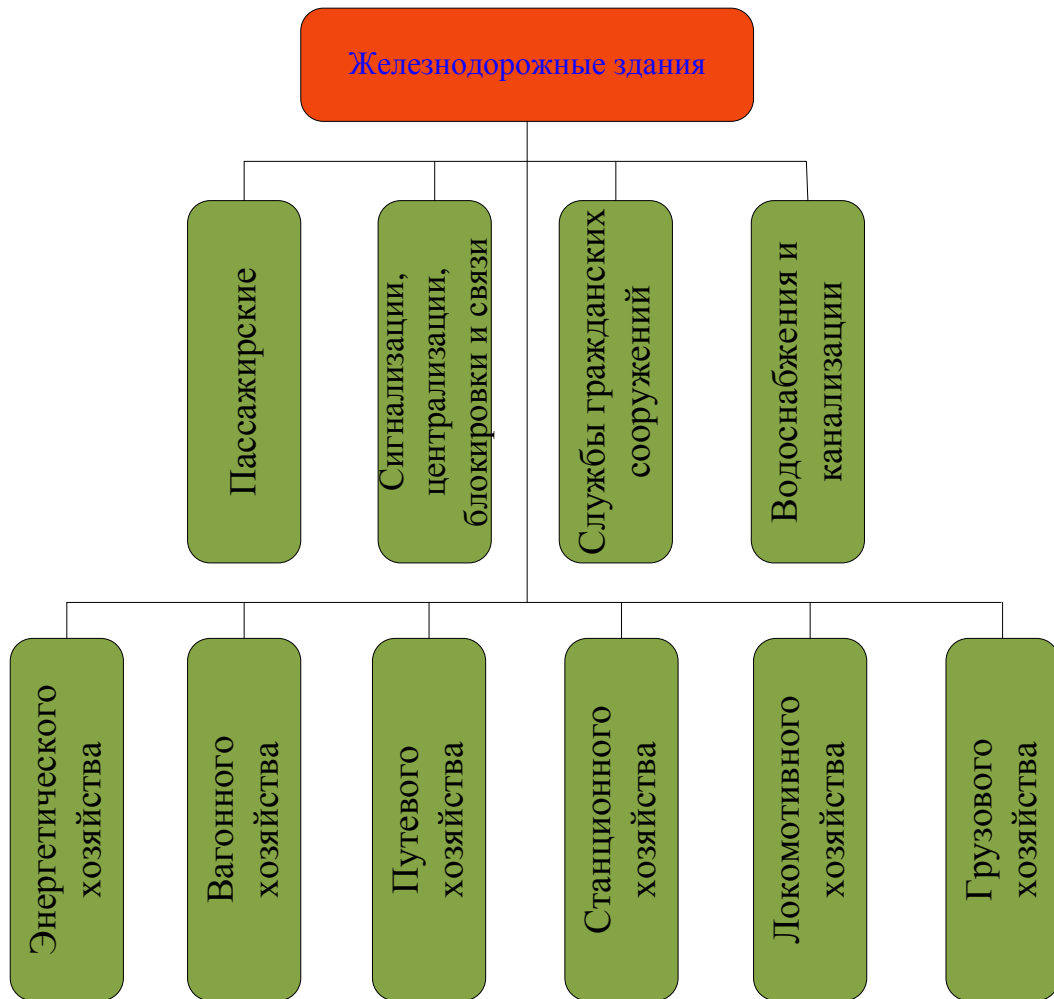 Железнодорожные здания
Пассажирские
Сигнализации,
централизации,
блокировки и связи
Службы гражданских
сооружений
Водоснабжения и
канализации
Энергетического
хозяйства
Вагонного
хозяйства
Путевого
хозяйства
Станционного
хозяйства
Локомотивного
хозяйства
Грузового
хозяйства